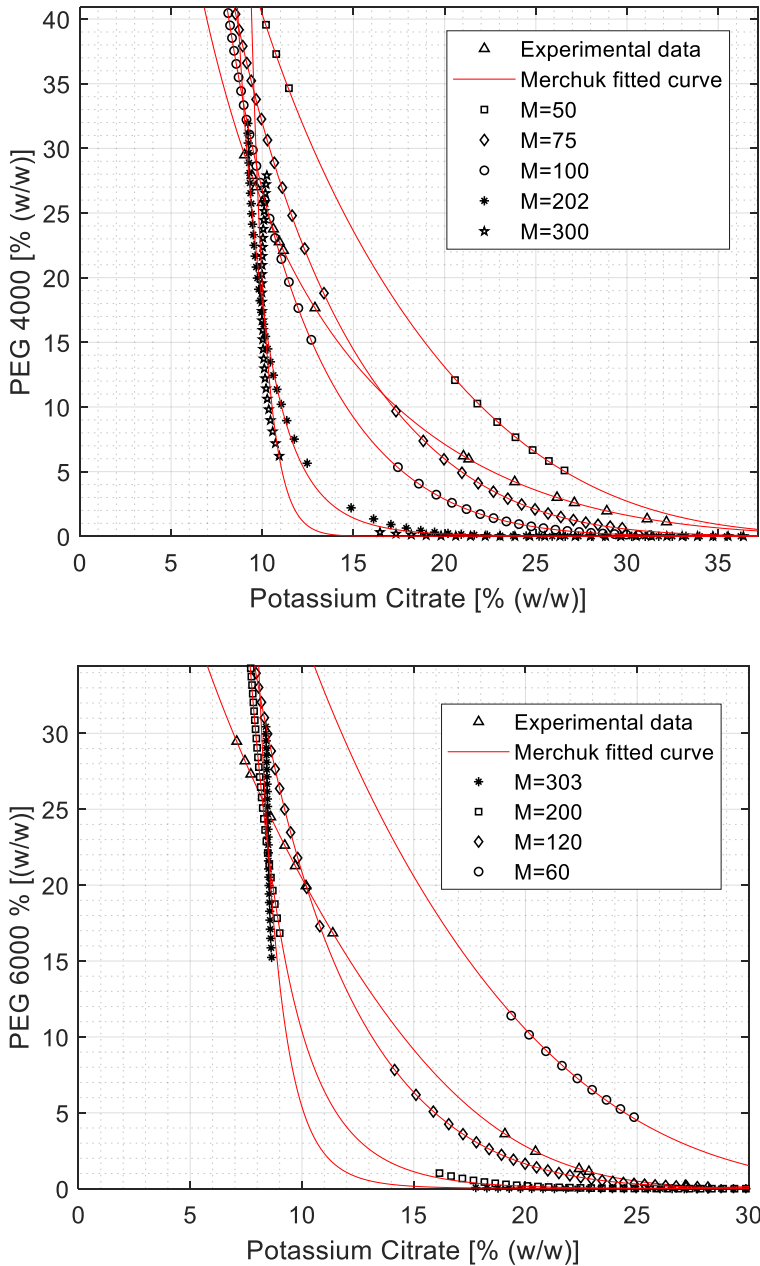 40
35
30
25
20
15
10
5
0
PEG 4000 [% (w/w)]
Experimental data
Merchuk fitted curve
M=50
M=75
M=100
M=202
M=300
0 5 10 15 20 25 30 35
Potassium Citrate [% (w/w)]
30
25
20
15
10
5
0
PEG 6000 % [(w/w)]
Experimental data
Merchuk fitted curve
M=303
M=200
M=120
M=60
0 5 10 15 20 25 30
Potassium Citrate [% (w/w)]